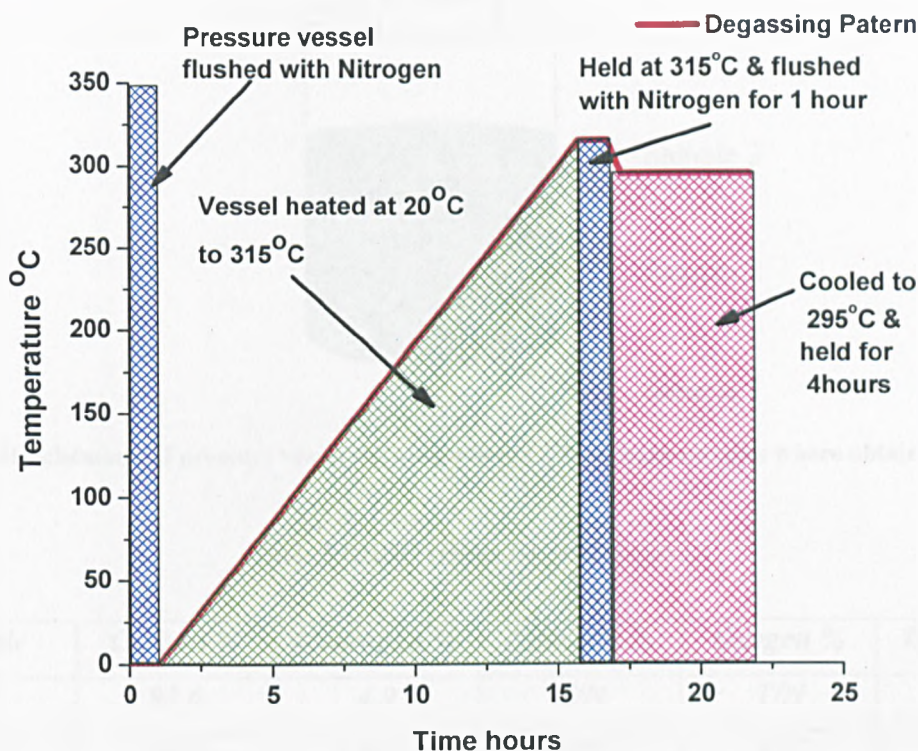 Degassing Patern
Pressure vessel
flushed with Nitrogen
Held at 315°C & flushed
with Nitrogen for 1 hour
Vessel heated at 20°C
to 315°C
Cooled to
295°C &
held for
4hours
Temperature °C
350
300
250
200
150
100
50
0
0
5
10
15
20
25
Time hours